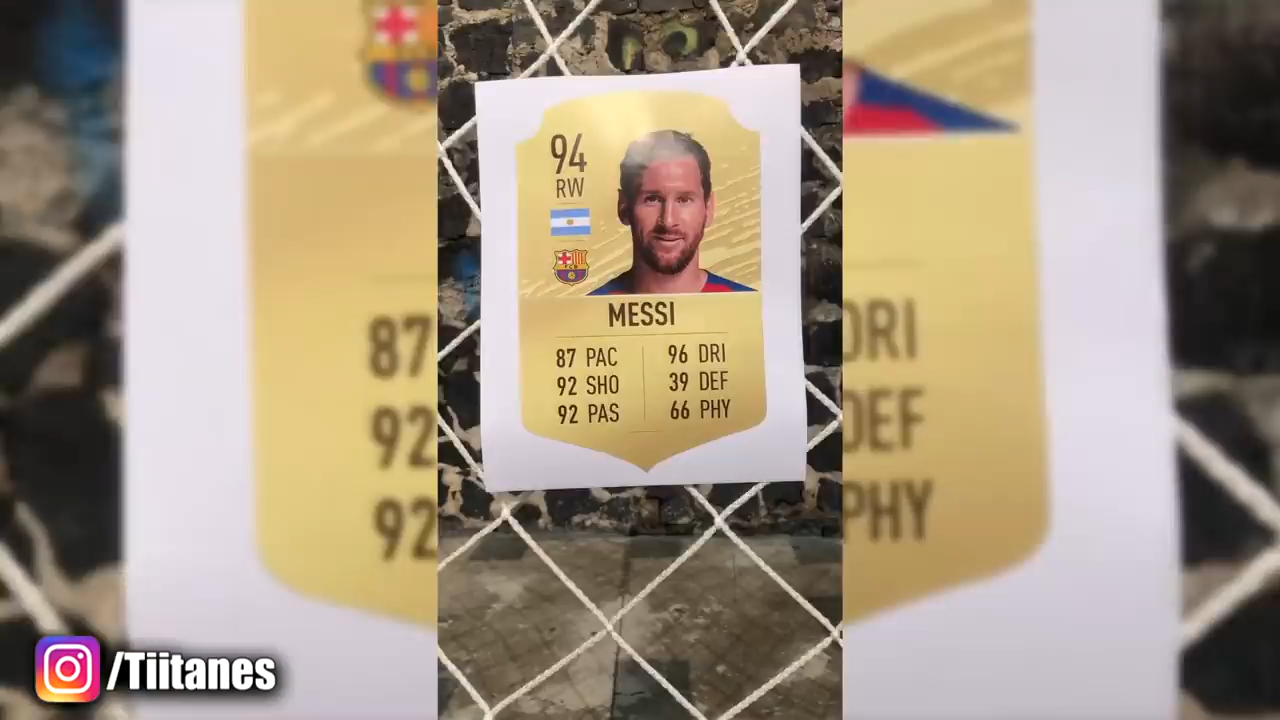 94
RW
FCB
MESSI
87 PAC 96 DRI
92 SHO 39 DEF
92 PAS 66 PHY
87
92
92
DRI
DEF
PHY
/Tiitanes